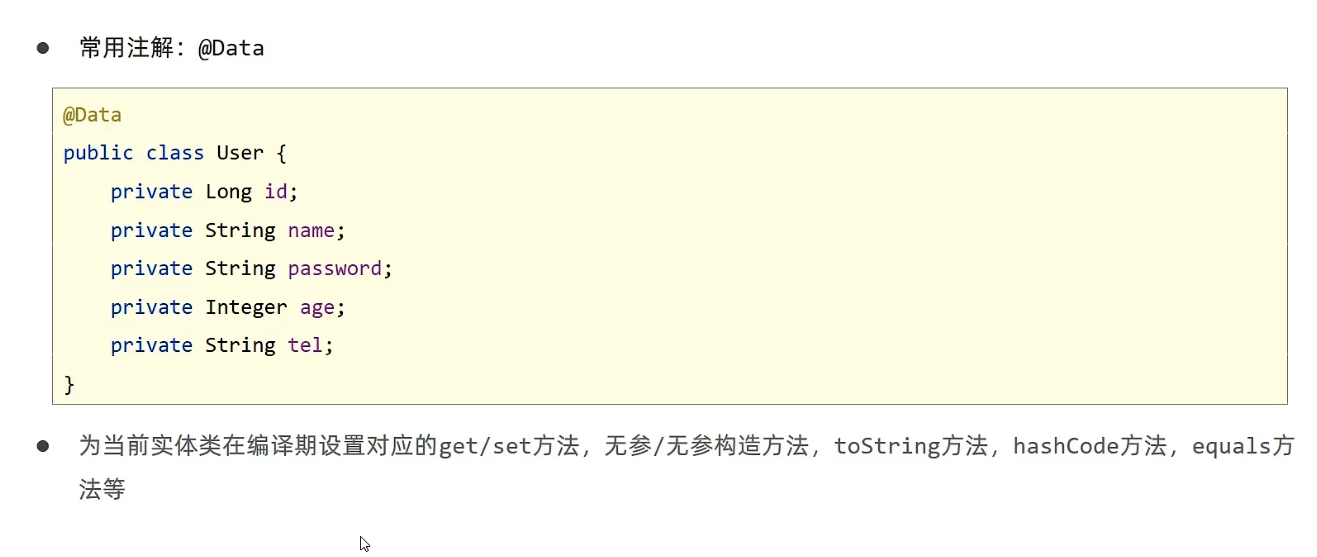 ● 常用注解：@Data
@Data
public class User {
    private Long id;
    private String name;
    private String password;
    private Integer age;
    private String tel;
}
● 为当前实体类在编译期设置对应的get/set方法，无参/无参构造方法，toString方法，hashCode方法，equals方
法等